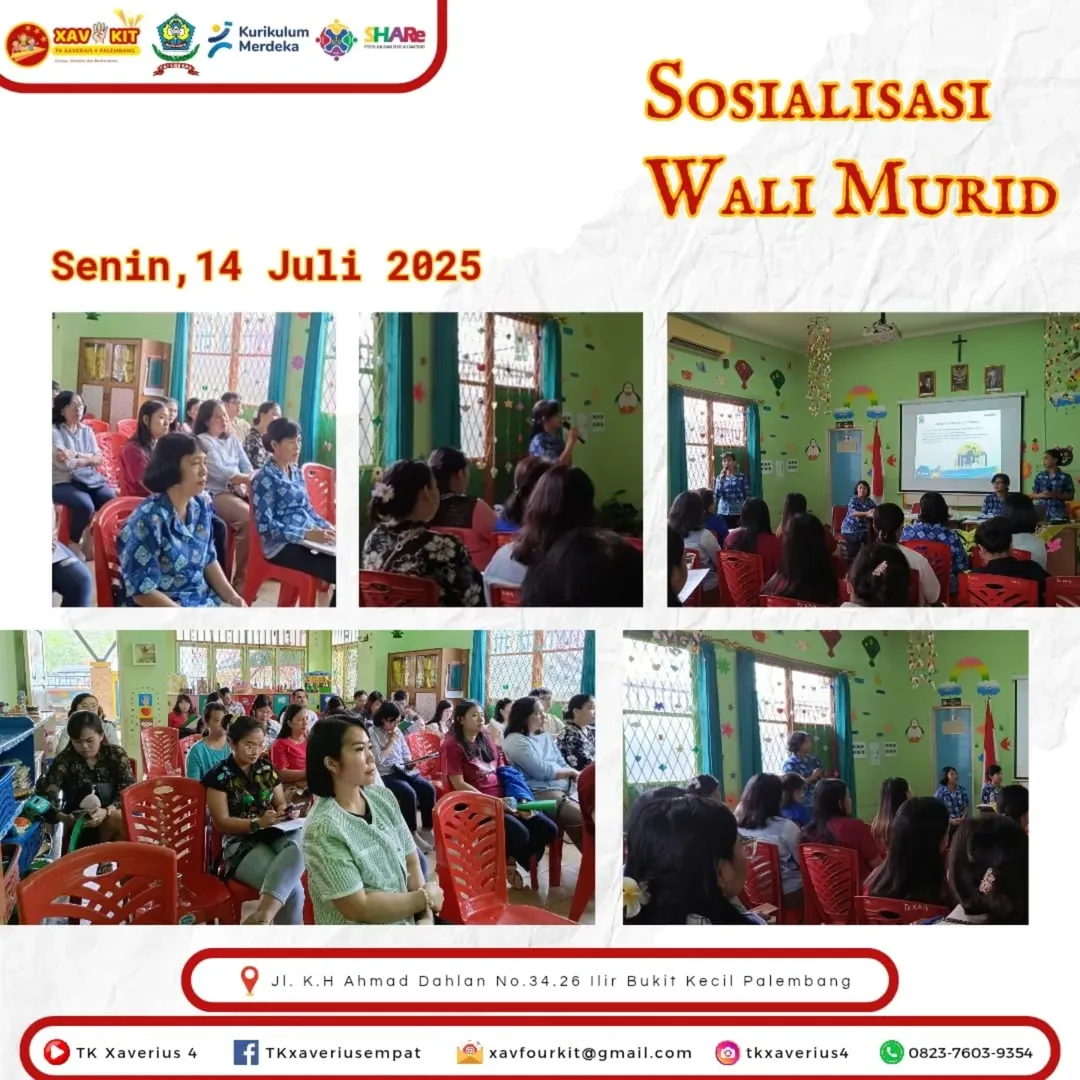 XAV KIT
TK XAVERIUS 4 PALEMBANG
Kurikulum
Merdeka
SHARe
Sosialisasi
Wali Murid
Senin,14 Juli 2025
Jl. K.H Ahmad Dahlan No.34.26 Ilir Bukit Kecil Palembang
TK Xaverius 4
TKxaveriusempat
xavfourkit@gmail.com
tkxaverius4
0823-7603-9354